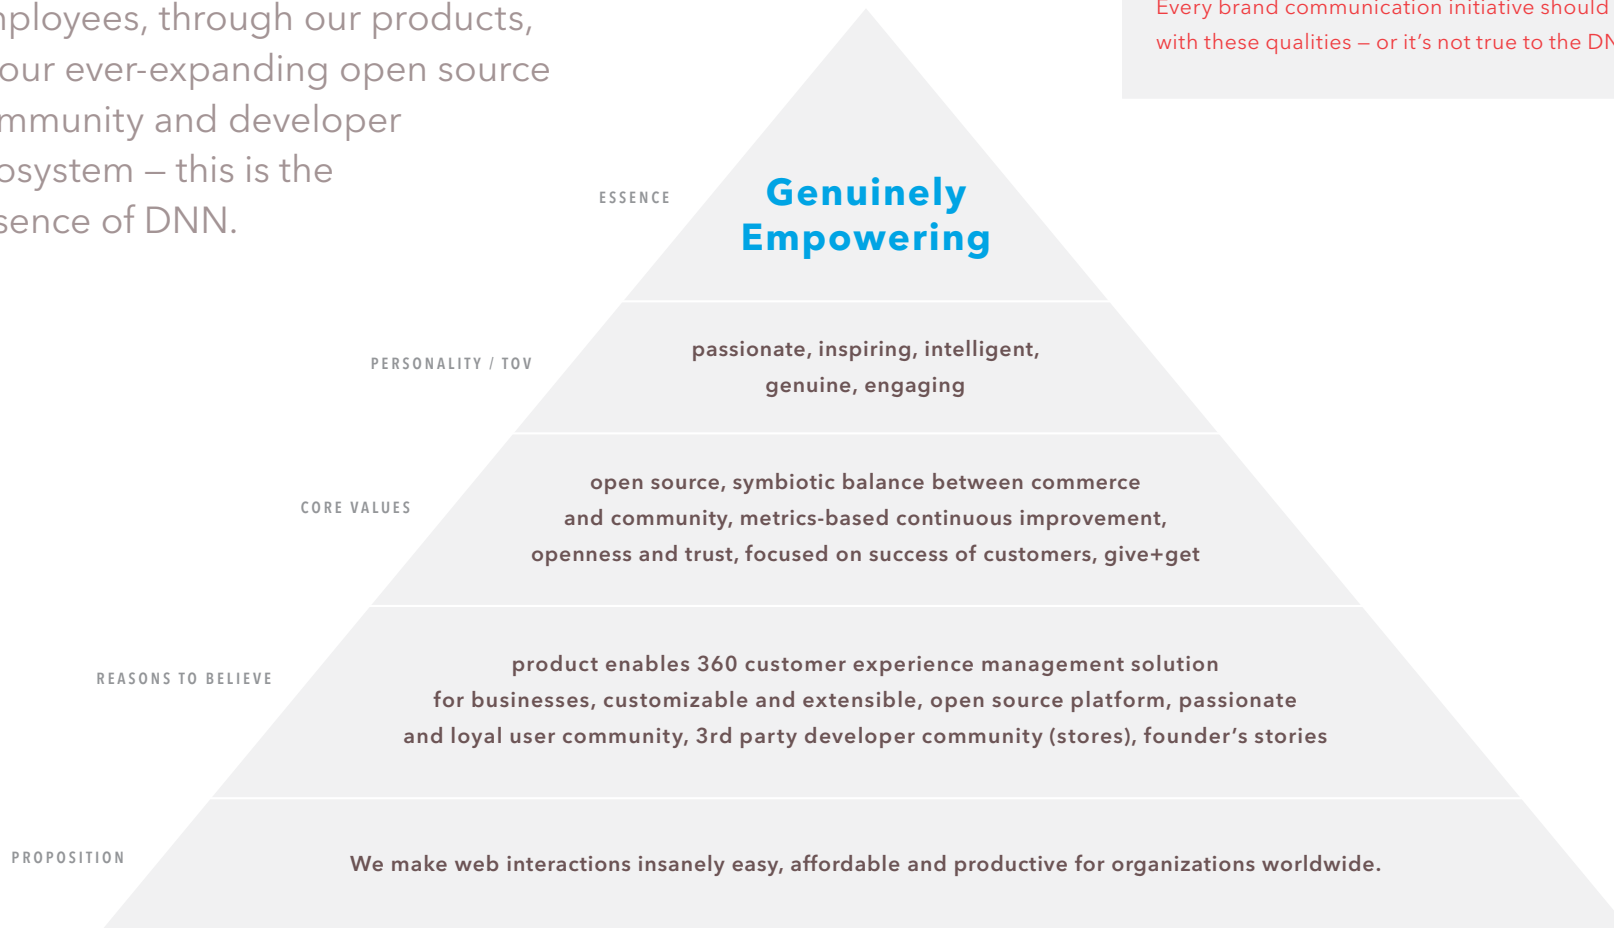 employees, through our products,
our ever-expanding open source
community and developer
ecosystem – this is the
essence of DNN.
Every brand communication initiative should
with these qualities – or it's not true to the DNN
ESSENCE
Genuinely
Empowering
PERSONALITY / TOV
passionate, inspiring, intelligent,
genuine, engaging
CORE VALUES
open source, symbiotic balance between commerce
and community, metrics-based continuous improvement,
openness and trust, focused on success of customers, give+get
REASONS TO BELIEVE
product enables 360 customer experience management solution
for businesses, customizable and extensible, open source platform, passionate
and loyal user community, 3rd party developer community (stores), founder's stories
PROPOSITION
We make web interactions insanely easy, affordable and productive for organizations worldwide.